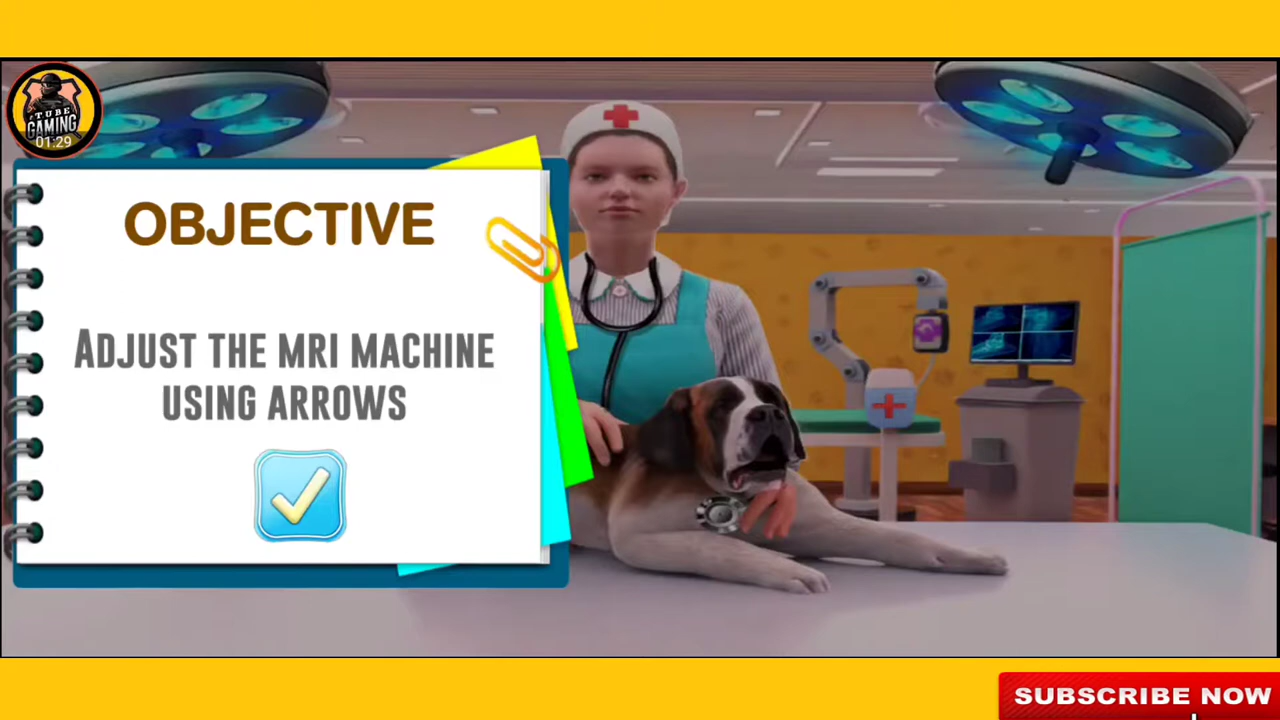 TUBE
GAMING
01:29
OBJECTIVE
ADJUST THE MRI MACHINE
USING ARROWS
SUBSCRIBE NOW